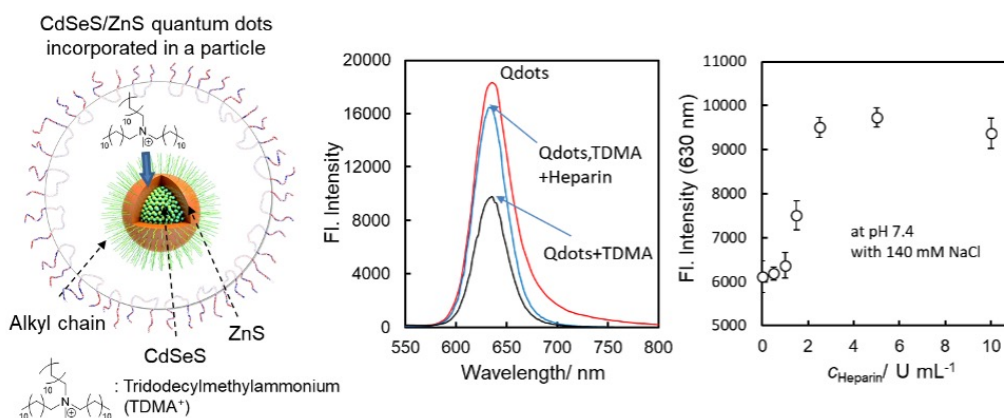 CdSeS/ZnS quantum dots
incorporated in a particle
10
10
10
Alkyl chain
ZnS
CdSeS
10
10
10
: Tridodecylmethylammonium
(TDMA⁺)
20000
16000
12000
8000
4000
0
Fl. Intensity
Qdots
Qdots,TDMA
+Heparin
Qdots+TDMA
550 600 650 700 750 800
Wavelength/ nm
11000
10000
9000
8000
7000
6000
5000
Fl. Intensity (630 nm)
at pH 7.4
with 140 mM NaCl
0 2 4 6 8 10
cHeparin/ U mL⁻¹